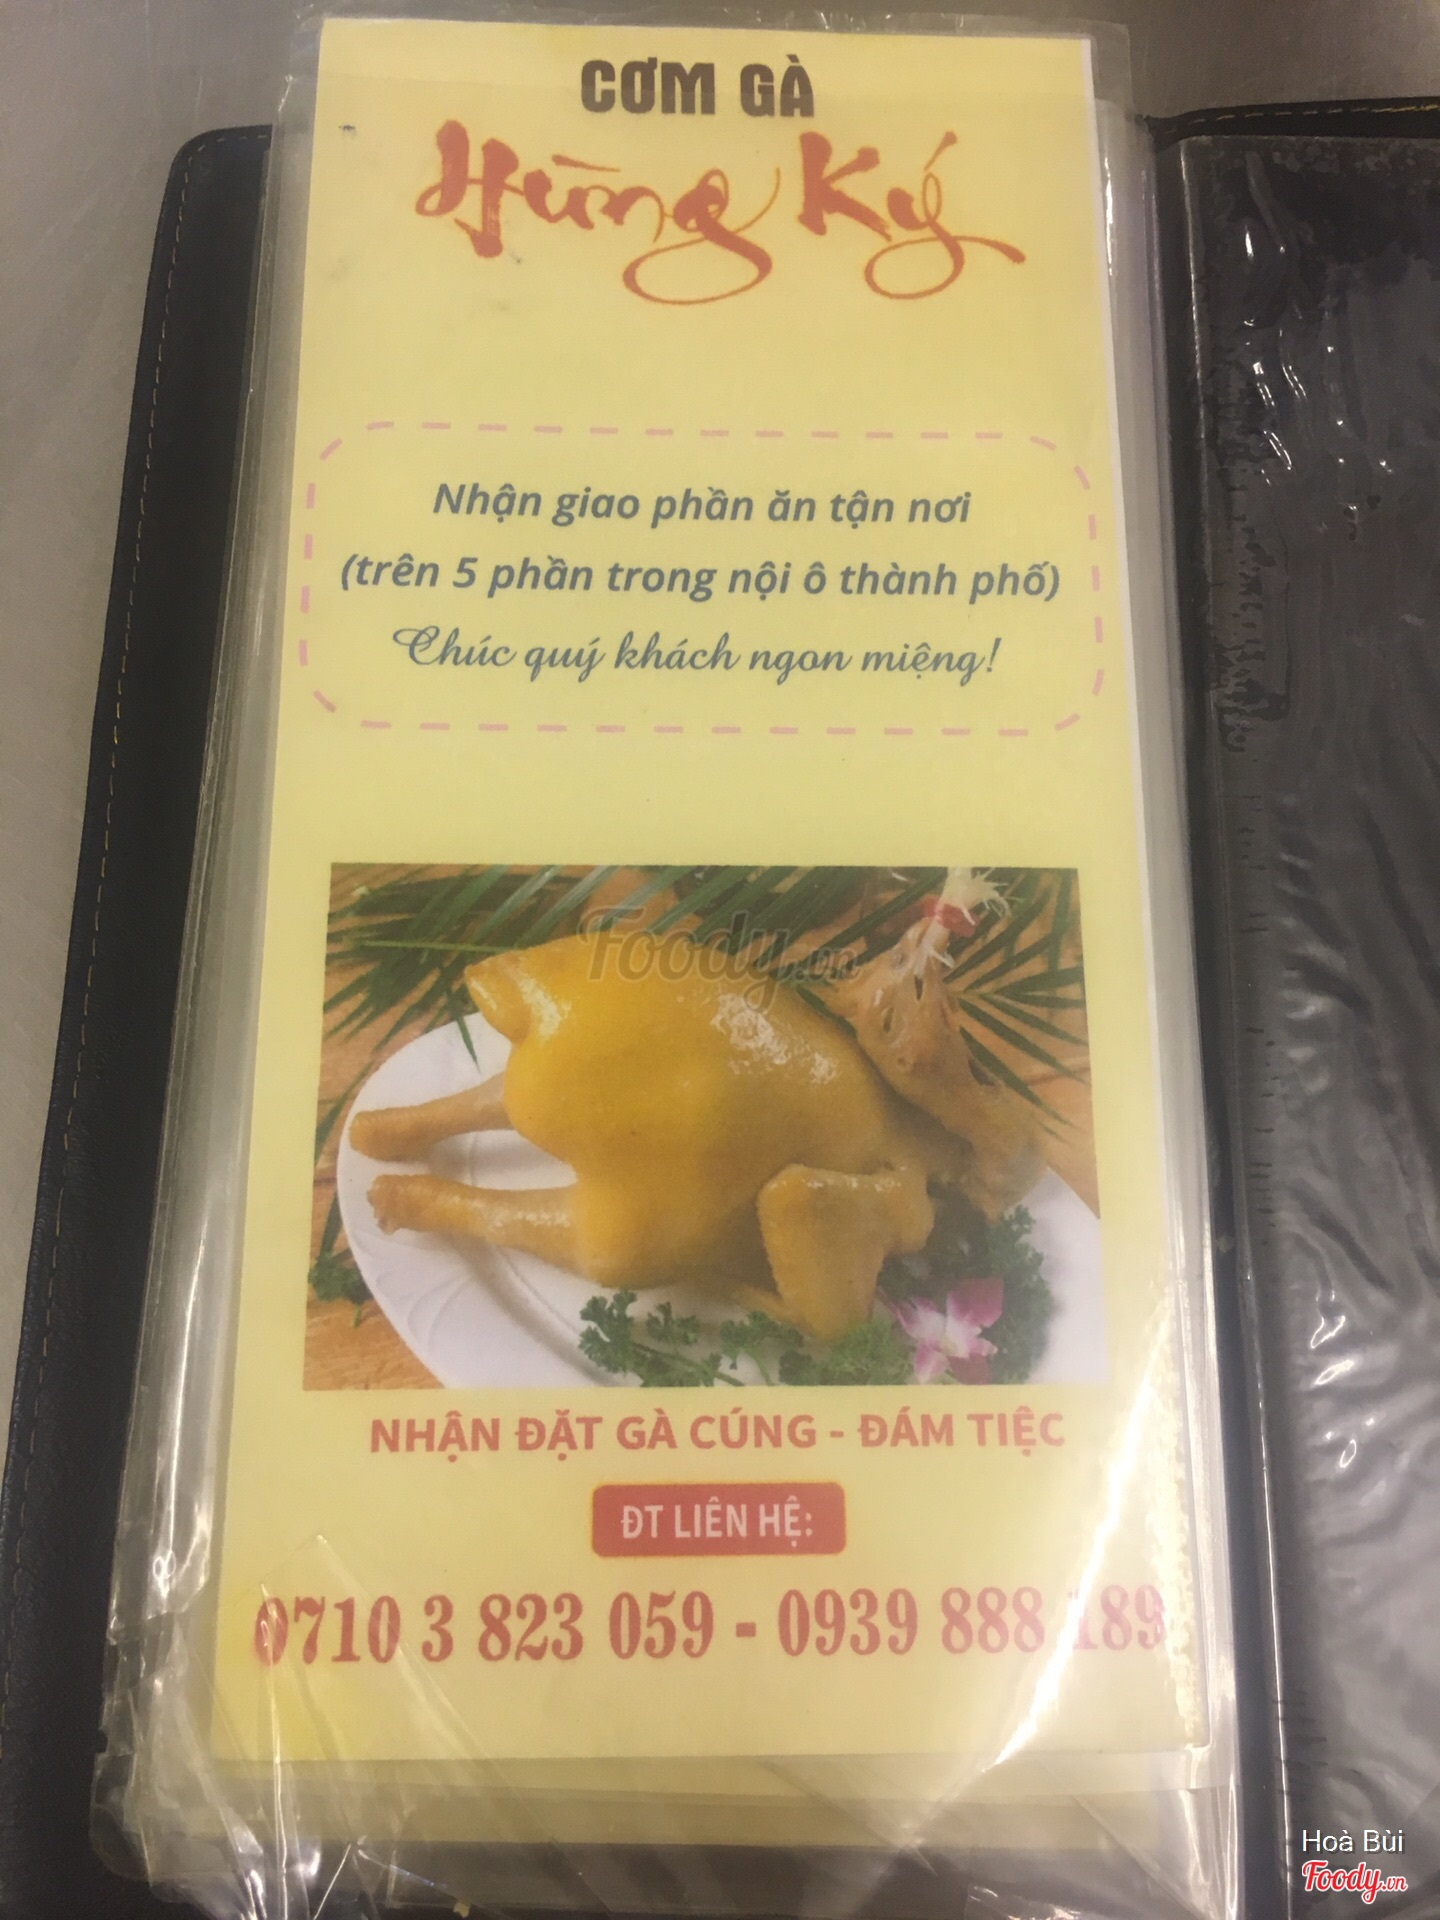 CƠM GÀ
Hùng Ký
Nhận giao phần ăn tận nơi
(trên 5 phần trong nội ô thành phố)
Chúc quý khách ngon miệng!
Foody.vn
NHẬN ĐẶT GÀ CÚNG - ĐÁM TIỆC
ĐT LIÊN HỆ:
0710 3 823 059 - 0939 888 189
Hoà Bùi
Foody.vn